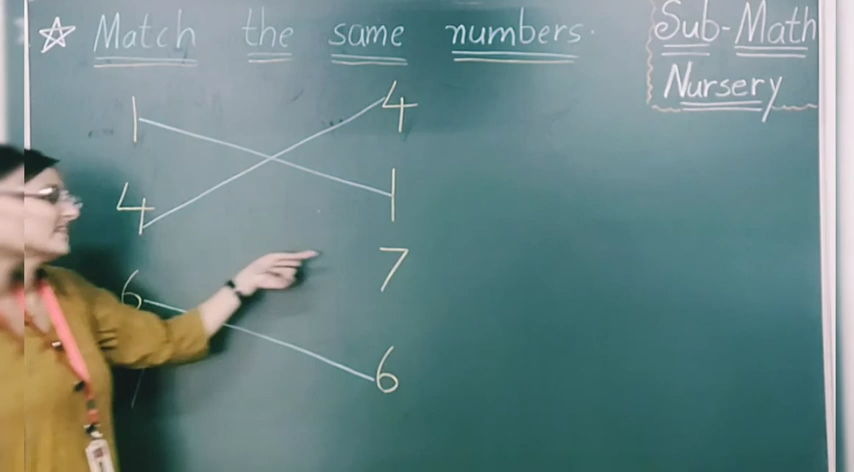 ☆ Match the same numbers.
Sub-Math
Nursery
1 4
4 1
6 7
6